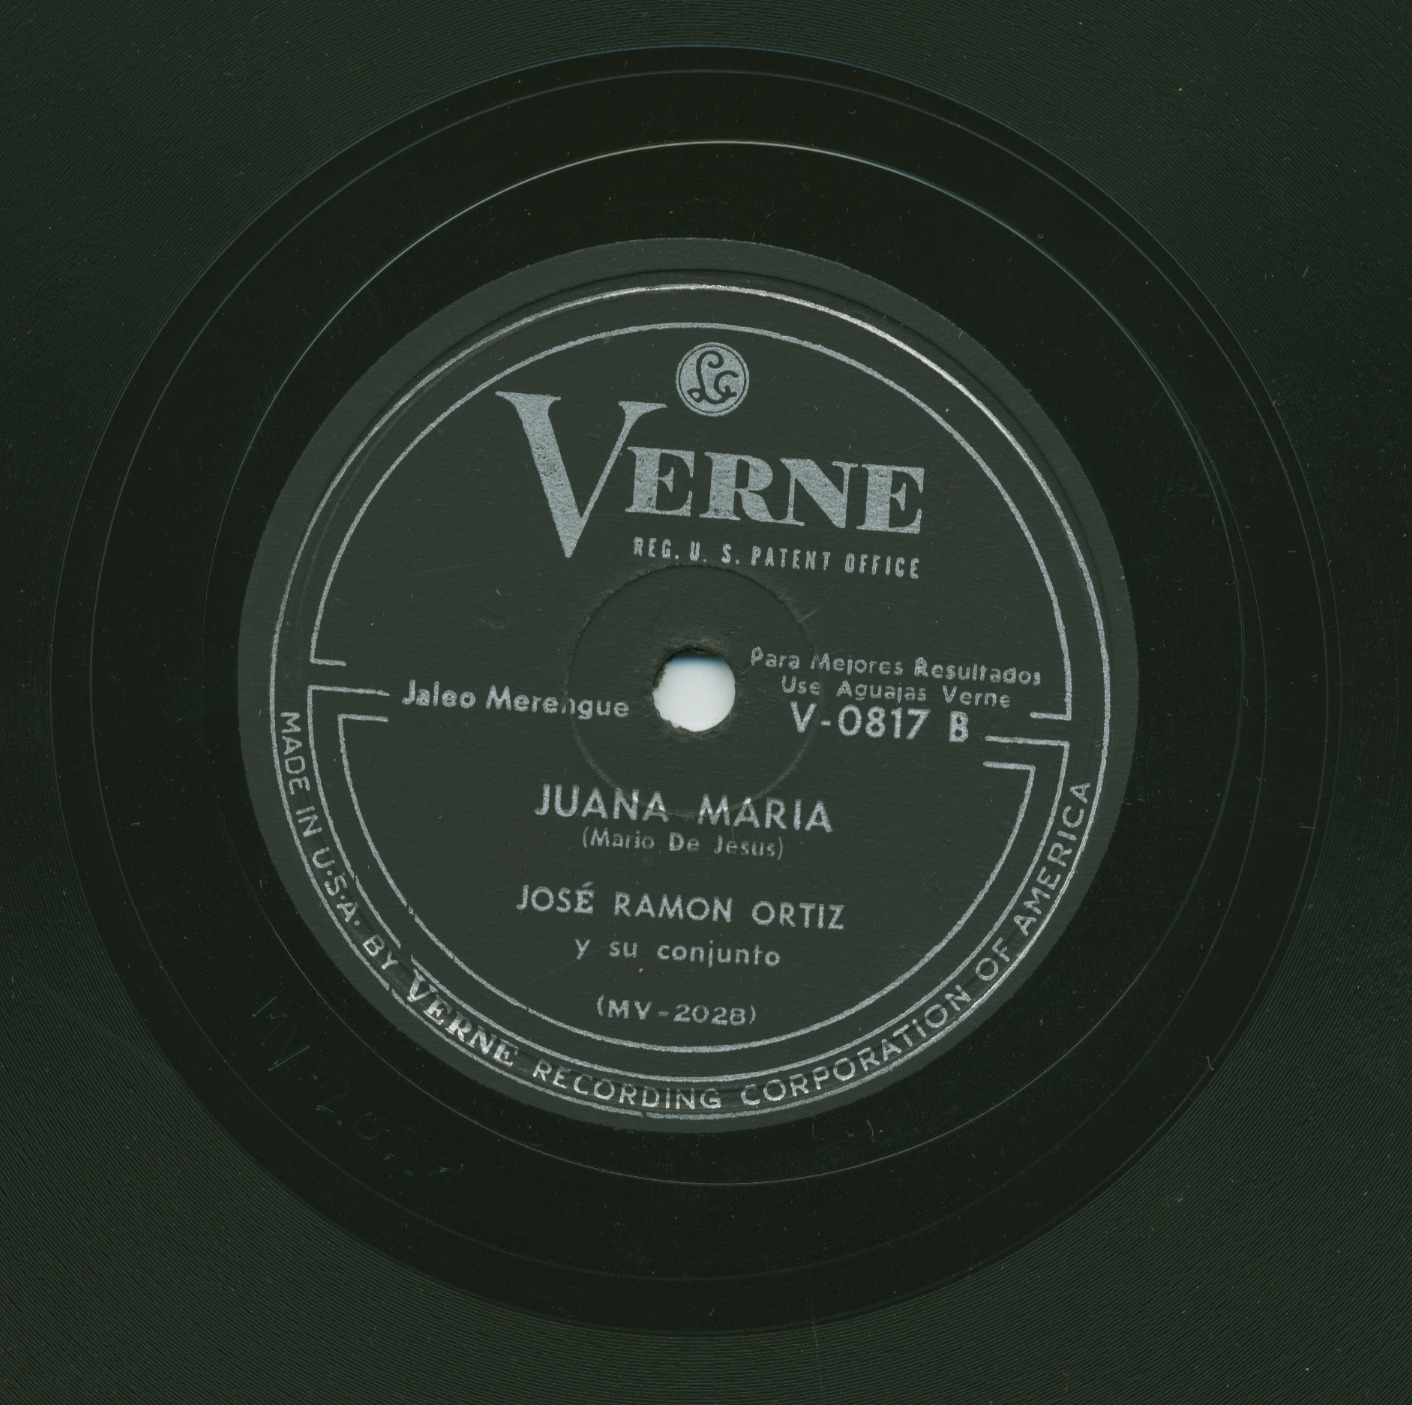 LG
VERNE
REG. U. S. PATENT OFFICE
Para Mejores Resultados
Use Aguajas Verne
Jaleo Merengue
V-0817 B
JUANA MARIA
(Mario De Jesus)
JOSÉ RAMON ORTIZ
y su conjunto
(MV-2028)
MADE IN U.S.A. BY VERNE RECORDING CORPORATION OF AMERICA